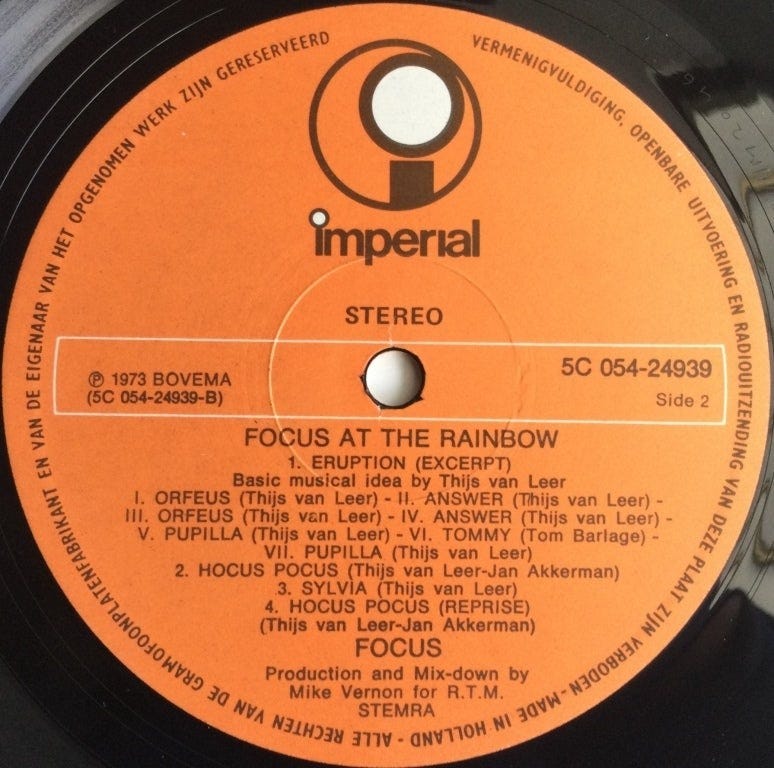 VERMENIGVULDIGING, OPENBARE UITVOERING EN RADIOUITZENDING VAN DEZE PLAAT ZIJN VERBODEN - MADE IN HOLLAND - ALLE RECHTEN VAN DE GRAMOFOONPLATENFABRIKANT EN VAN DE EIGENAAR VAN HET OPGENOMEN WERK ZIJN GERESERVEERD
imperial
STEREO
℗ 1973 BOVEMA
(5C 054-24939-B)
5C 054-24939
Side 2
FOCUS AT THE RAINBOW
1. ERUPTION (EXCERPT)
Basic musical idea by Thijs van Leer
I. ORFEUS (Thijs van Leer) - II. ANSWER (Thijs van Leer) -
III. ORFEUS (Thijs van Leer) - IV. ANSWER (Thijs van Leer) -
V. PUPILLA (Thijs van Leer) - VI. TOMMY (Tom Barlage) -
VII. PUPILLA (Thijs van Leer)
2. HOCUS POCUS (Thijs van Leer-Jan Akkerman)
3. SYLVIA (Thijs van Leer)
4. HOCUS POCUS (REPRISE)
(Thijs van Leer-Jan Akkerman)
FOCUS
Production and Mix-down by
Mike Vernon for R.T.M.
STEMRA